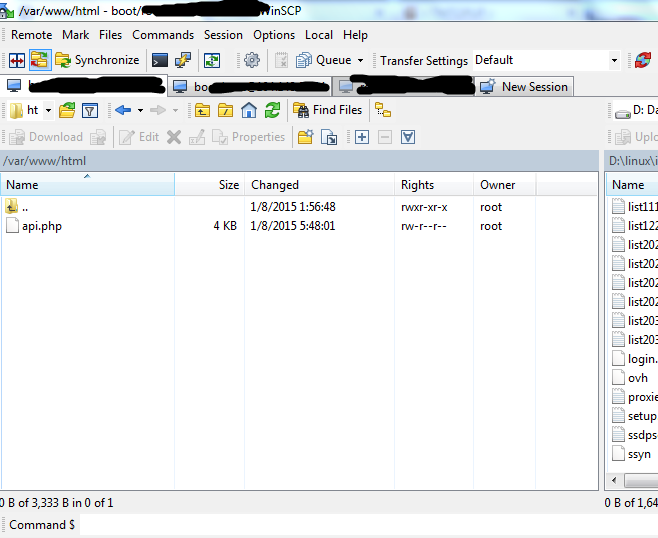 /var/www/html - boot/ WinSCP
Remote Mark Files Commands Session Options Local Help
Synchronize Queue Transfer Settings Default
New Session
ht Find Files D: Da
Download Edit Properties Uplo
/var/www/html D:\linux\i
Name Size Changed Rights Owner Name
.. 1/8/2015 1:56:48 rwxr-xr-x root list111
api.php 4 KB 1/8/2015 5:48:01 rw-r--r-- root list122
list202
list202
list202
list202
list203
list203
login.
ovh
proxie
setup
ssdps
ssyn
0 B of 3,333 B in 0 of 1 0 B of 1,64
Command $